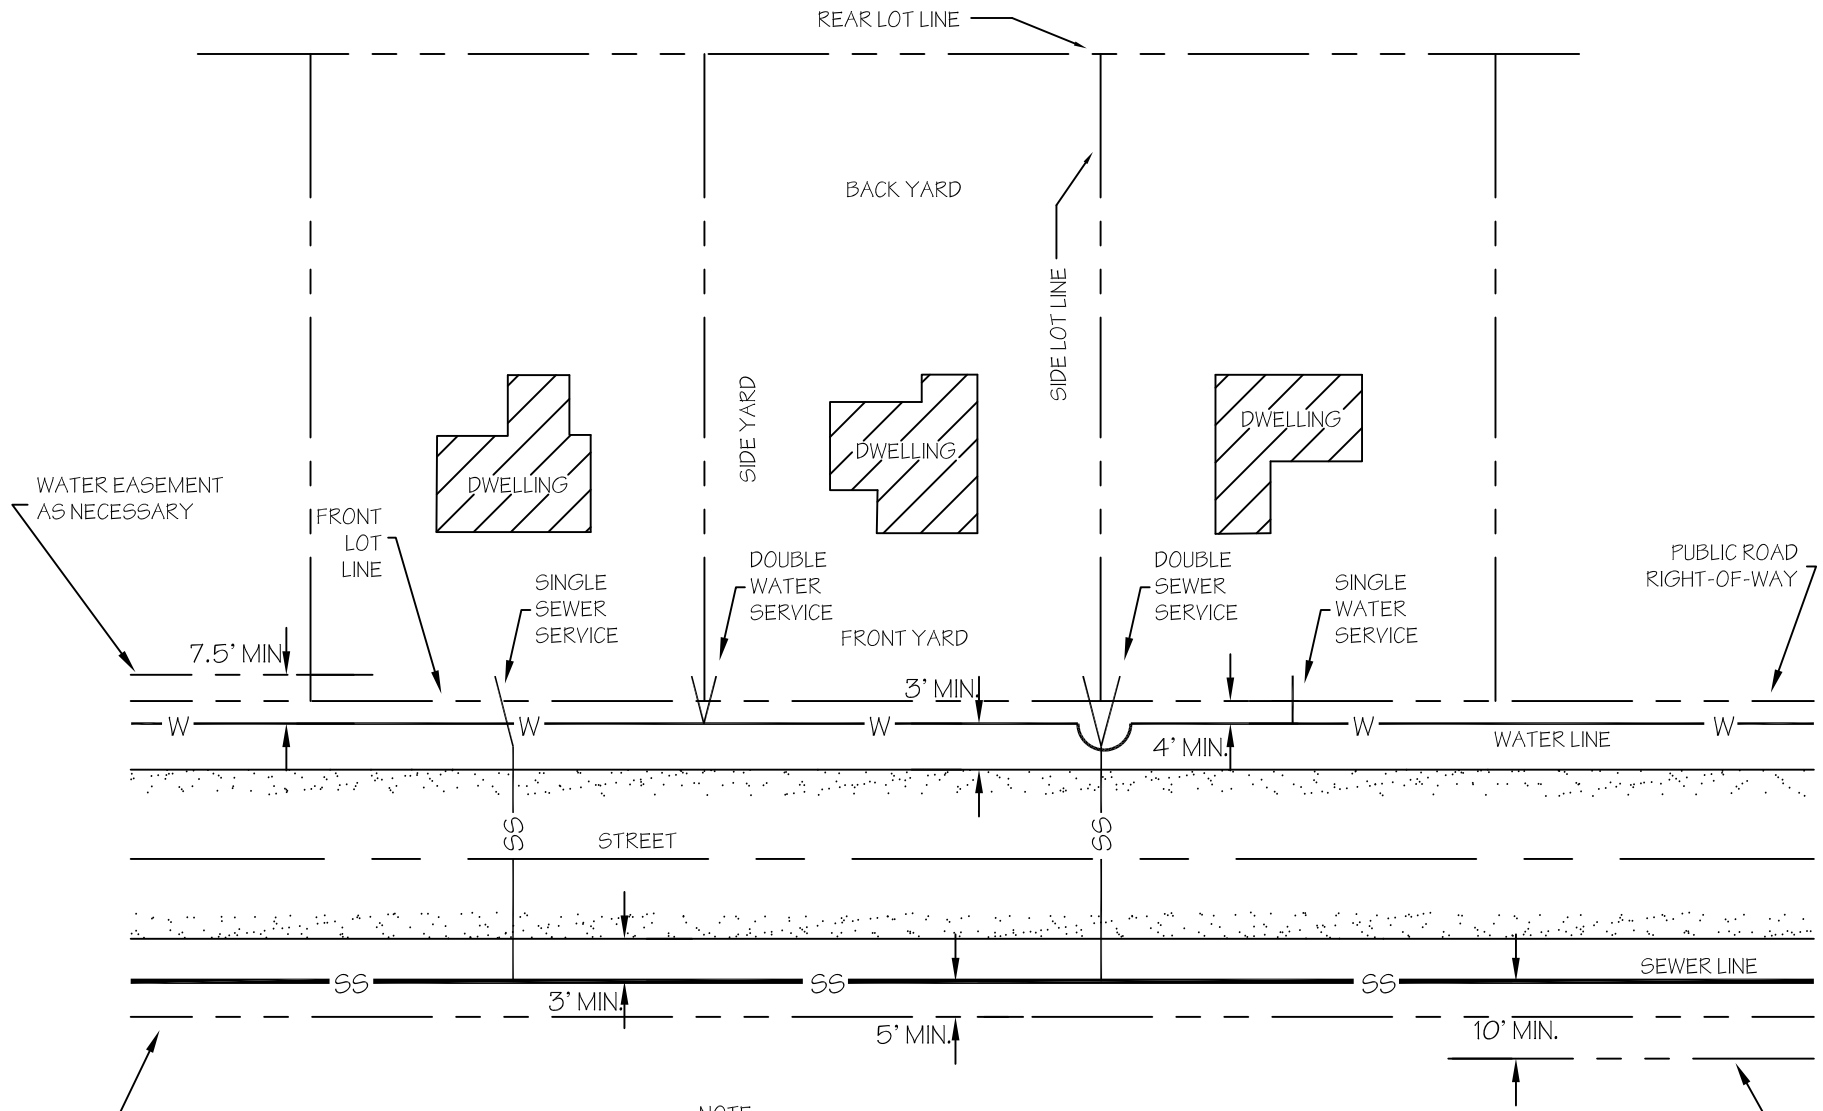 REAR LOT LINE
BACK YARD
SIDE LOT LINE
SIDE YARD
DWELLING
DWELLING
DWELLING
WATER EASEMENT
AS NECESSARY
FRONT
LOT
LINE
SINGLE
SEWER
SERVICE
DOUBLE
WATER
SERVICE
DOUBLE
SEWER
SERVICE
SINGLE
WATER
SERVICE
PUBLIC ROAD
RIGHT-OF-WAY
FRONT YARD
7.5' MIN
3' MIN.
W
W
W
W
W
4' MIN.
WATER LINE
SS
STREET
SS
SEWER LINE
SS
SS
SS
3' MIN.
5' MIN.
10' MIN.
NOTE